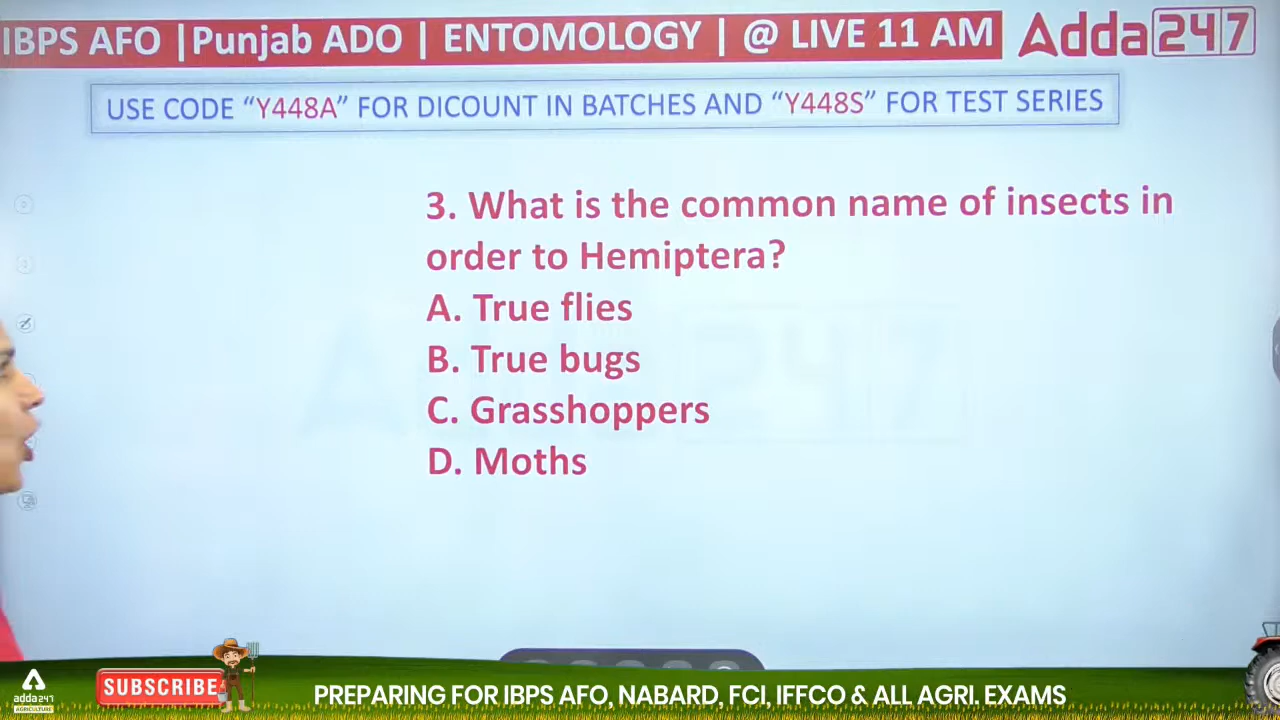 IBPS AFO |Punjab ADO | ENTOMOLOGY | @ LIVE 11 AM
Adda247
USE CODE “Y448A” FOR DICOUNT IN BATCHES AND “Y448S” FOR TEST SERIES
3. What is the common name of insects in
order to Hemiptera?
A. True flies
B. True bugs
C. Grasshoppers
D. Moths
adda247
AGRICULTURE
SUBSCRIBE
PREPARING FOR IBPS AFO, NABARD, FCI, IFFCO & ALL AGRI. EXAMS